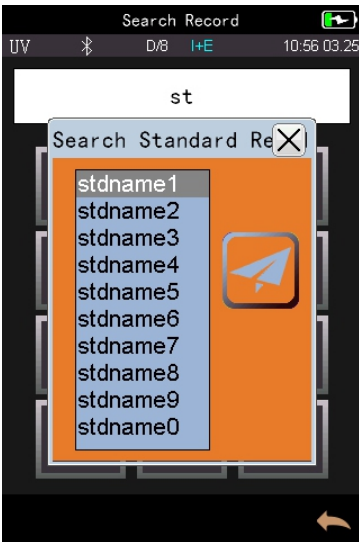 Search Record
UV D/8 I+E 10:56 03.25
st
Search Standard Re
stdname1
stdname2
stdname3
stdname4
stdname5
stdname6
stdname7
stdname8
stdname9
stdname0